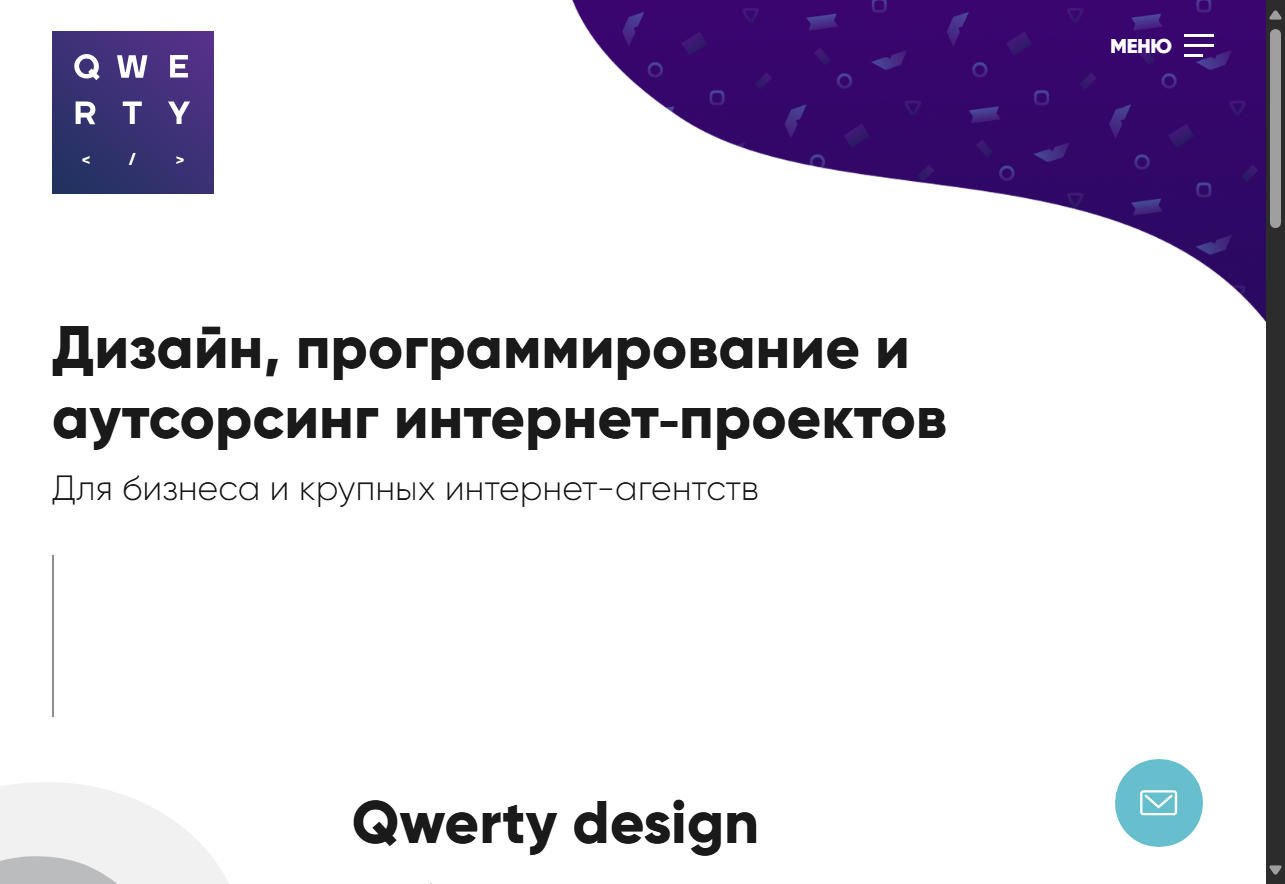 Q W E
R T Y
< / >
МЕНЮ
Дизайн, программирование и
аутсорсинг интернет-проектов
Для бизнеса и крупных интернет-агентств
Qwerty design